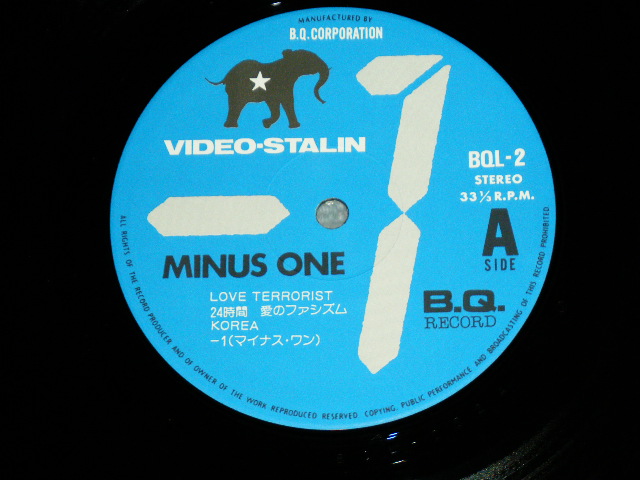 MANUFACTURED BY
B.Q. CORPORATION
VIDEO-STALIN
BQL-2
STEREO
33⅓ R.P.M.
A
SIDE
-1
MINUS ONE
LOVE TERRORIST
24時間 愛のファシズム
KOREA
−1(マイナス・ワン)
B.Q.
RECORD
ALL RIGHTS OF THE RECORD PRODUCER AND OF OWNER OF THE WORK REPRODUCED RESERVED. COPYING, PUBLIC PERFORMANCE AND BROADCASTING OF THIS RECORD PROHIBITED